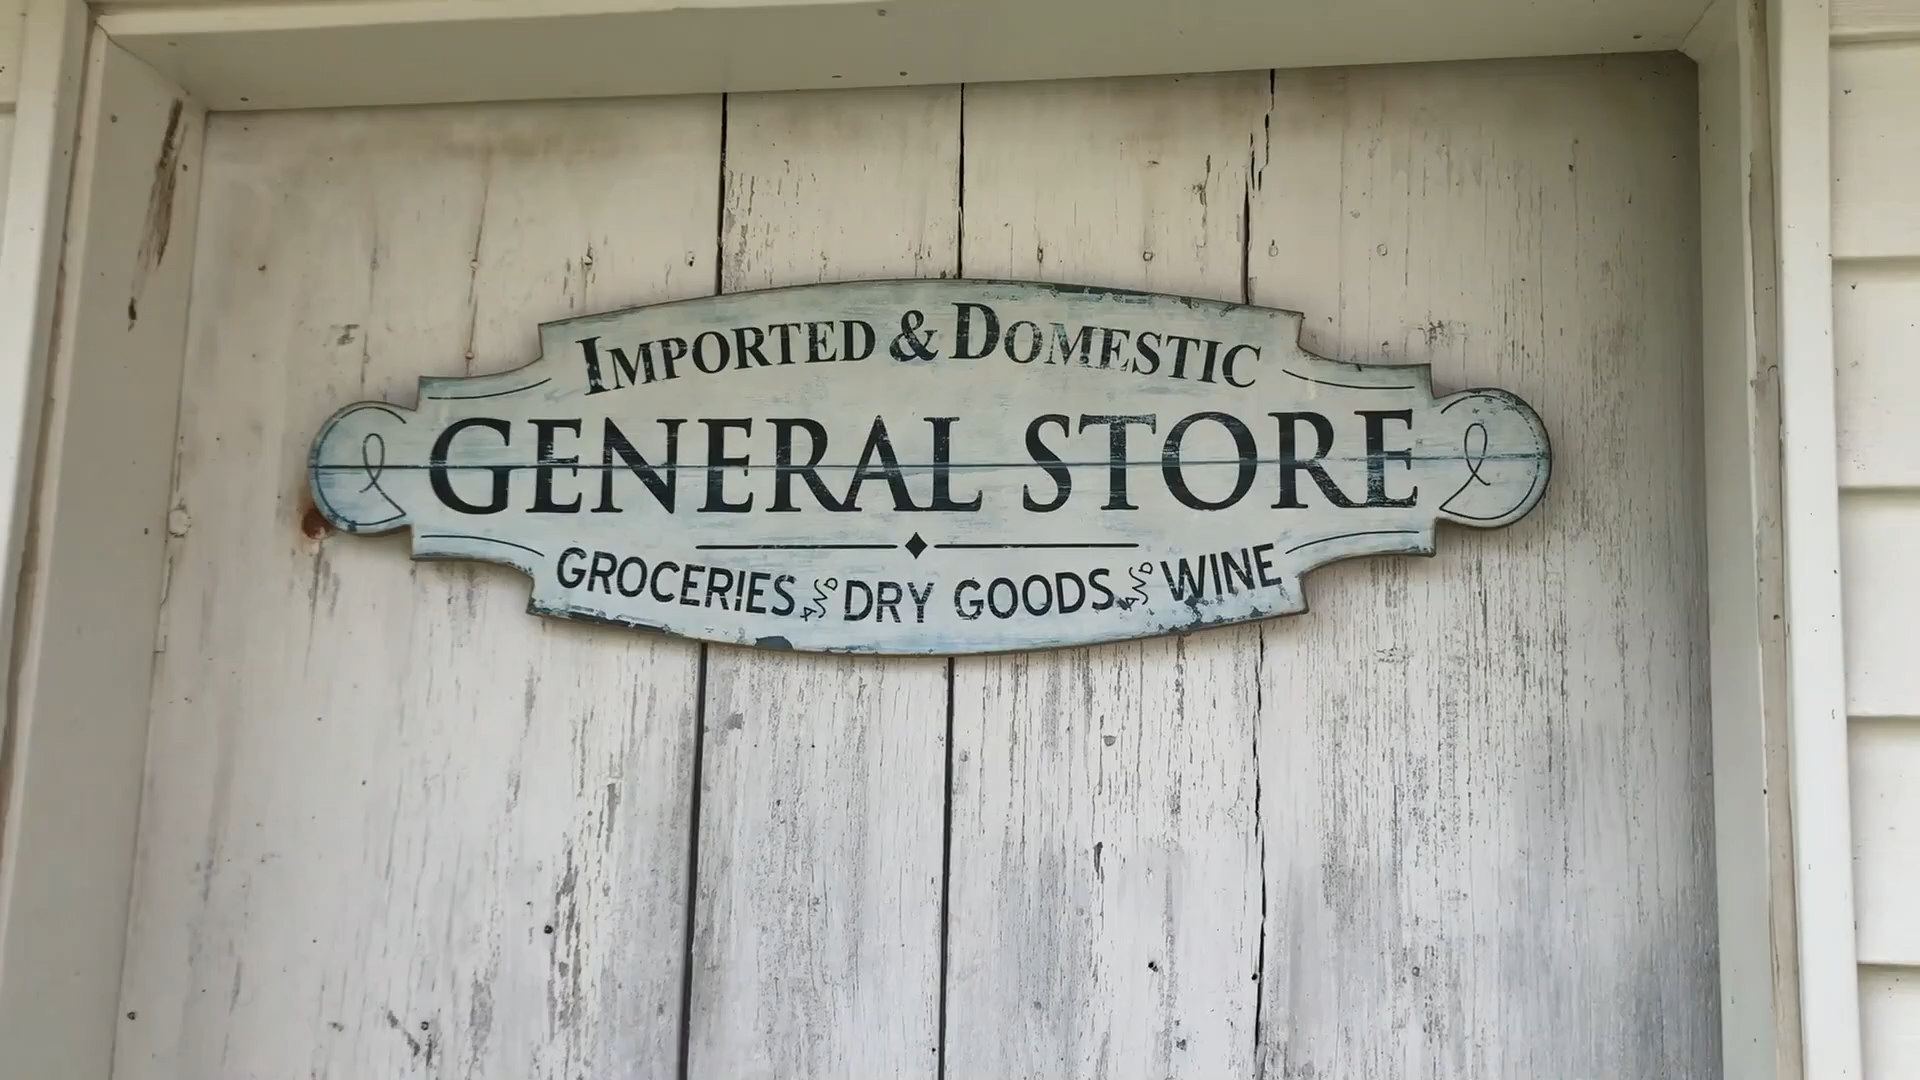 IMPORTED & DOMESTIC
GENERAL STORE
GROCERIES AND DRY GOODS AND WINE